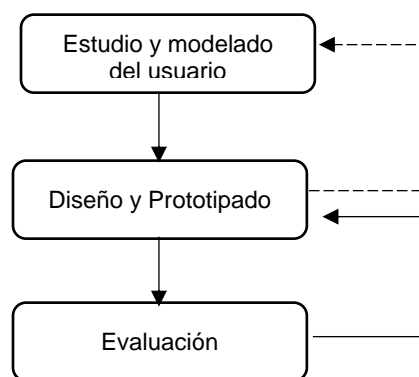 Estudio y modelado
del usuario
Diseño y Prototipado
Evaluación